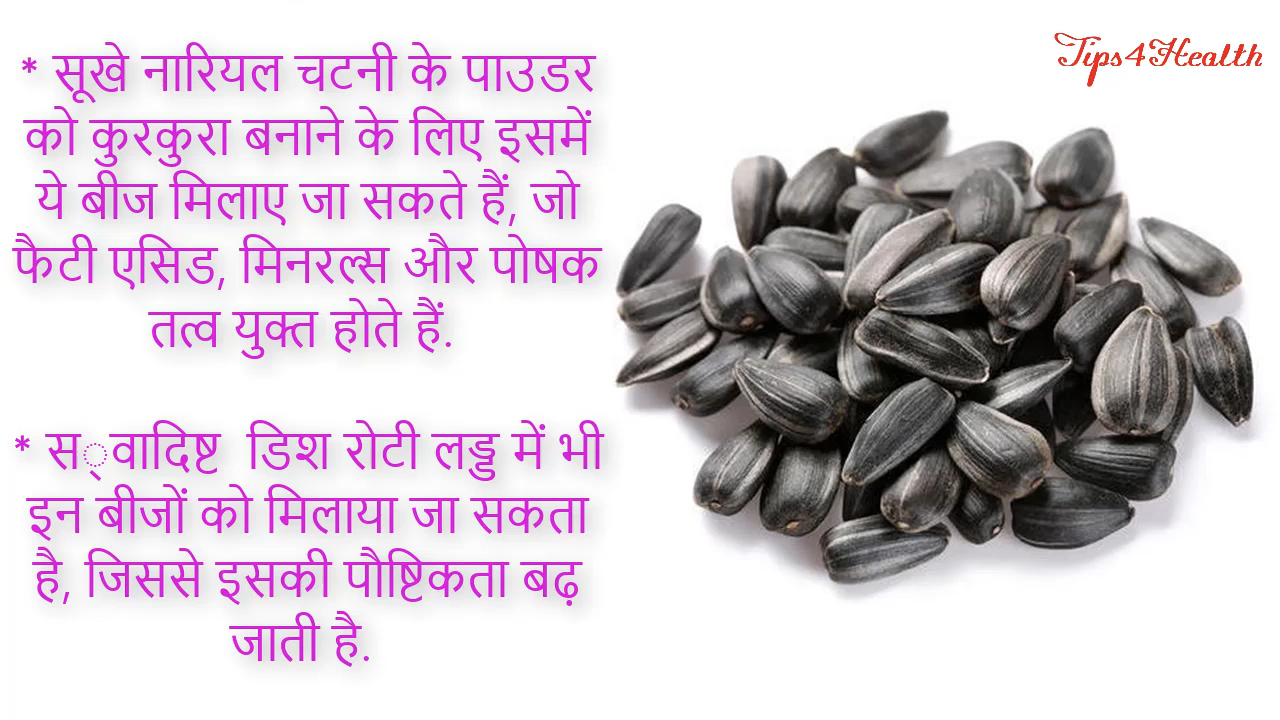 Tips4Health
* सूखे नारियल चटनी के पाउडर
को कुरकुरा बनाने के लिए इसमें
ये बीज मिलाए जा सकते हैं, जो
फैटी एसिड, मिनरल्स और पोषक
तत्व युक्त होते हैं.
* स्‍वादिष्ट  डिश रोटी लड्डू में भी
इन बीजों को मिलाया जा सकता
है, जिससे इसकी पौष्टिकता बढ़
जाती है.